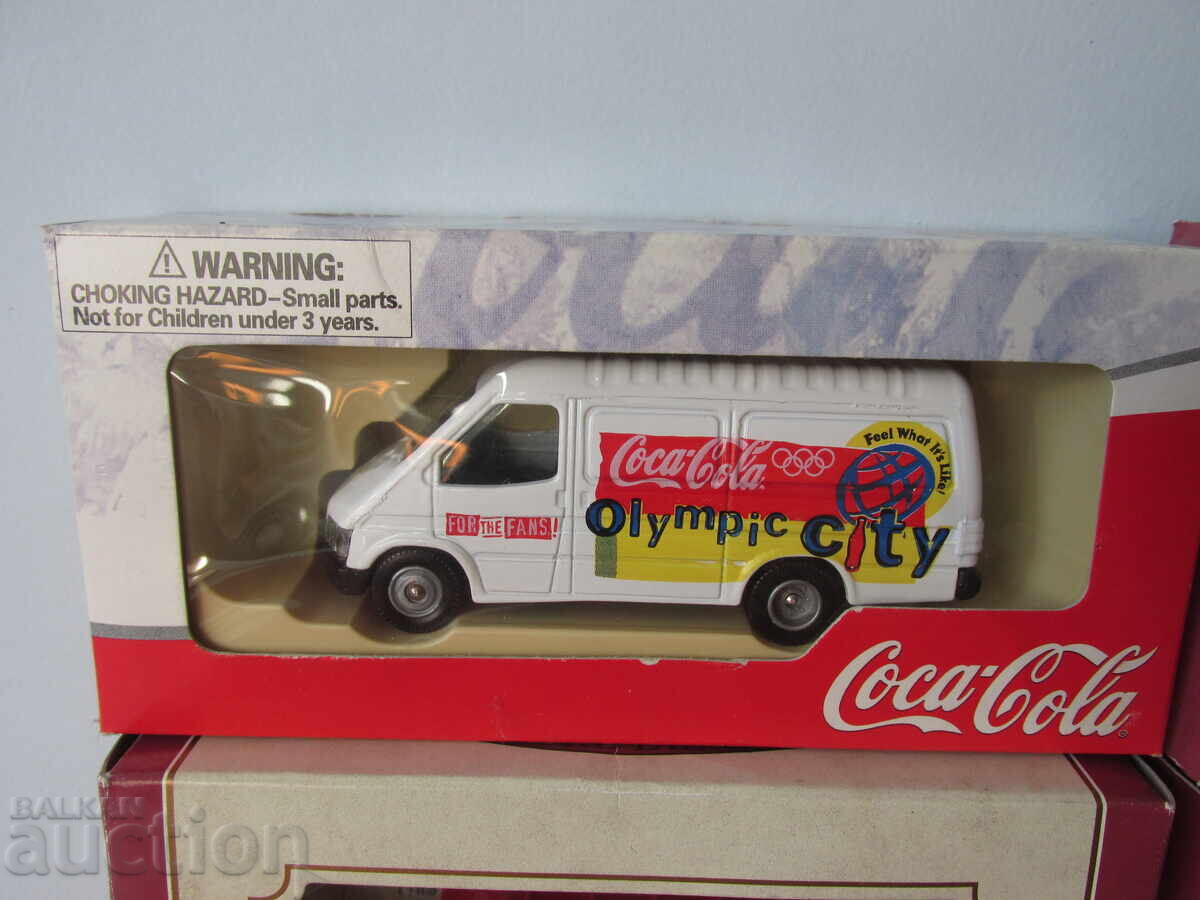 WARNING:
CHOKING HAZARD–Small parts.
Not for Children under 3 years.
Feel What It's Like!
Coca-Cola
Olympic City
FOR THE FANS!
Coca-Cola
BALKAN
auction